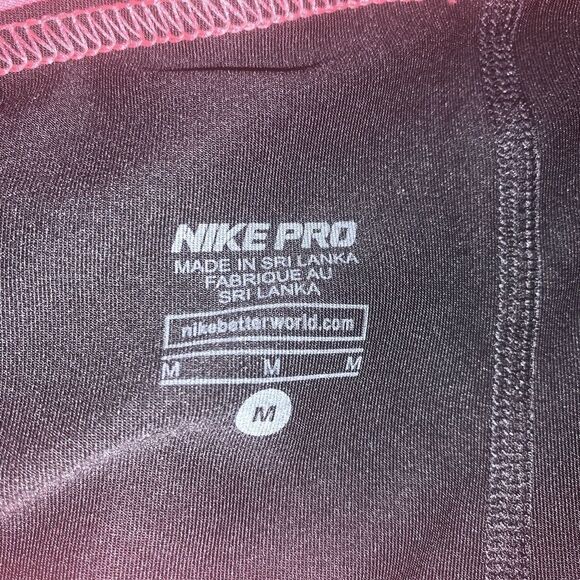 NIKE PRO
MADE IN SRI LANKA
FABRIQUE AU
SRI LANKA
nikebetterworld.com
M M M
M